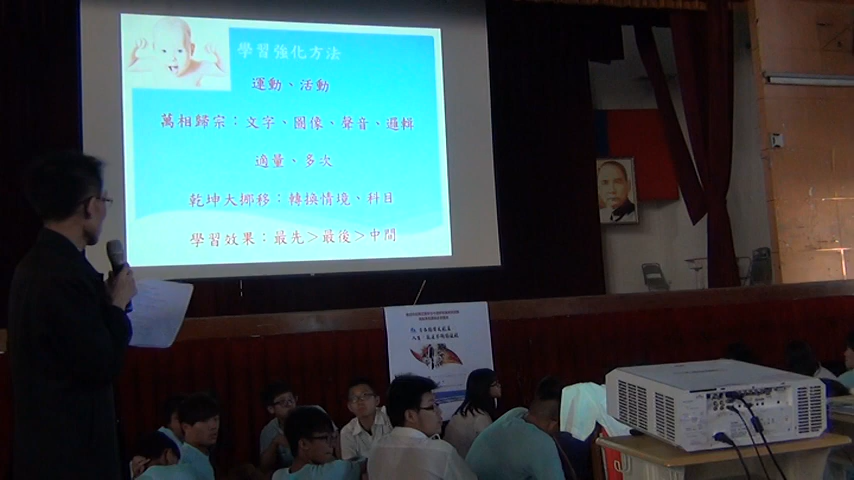 學習強化方法
運動、活動
萬相歸宗：文字、圖像、聲音、邏輯
適量、多次
乾坤大挪移：轉換情境、科目
學習效果：最先＞最後＞中間